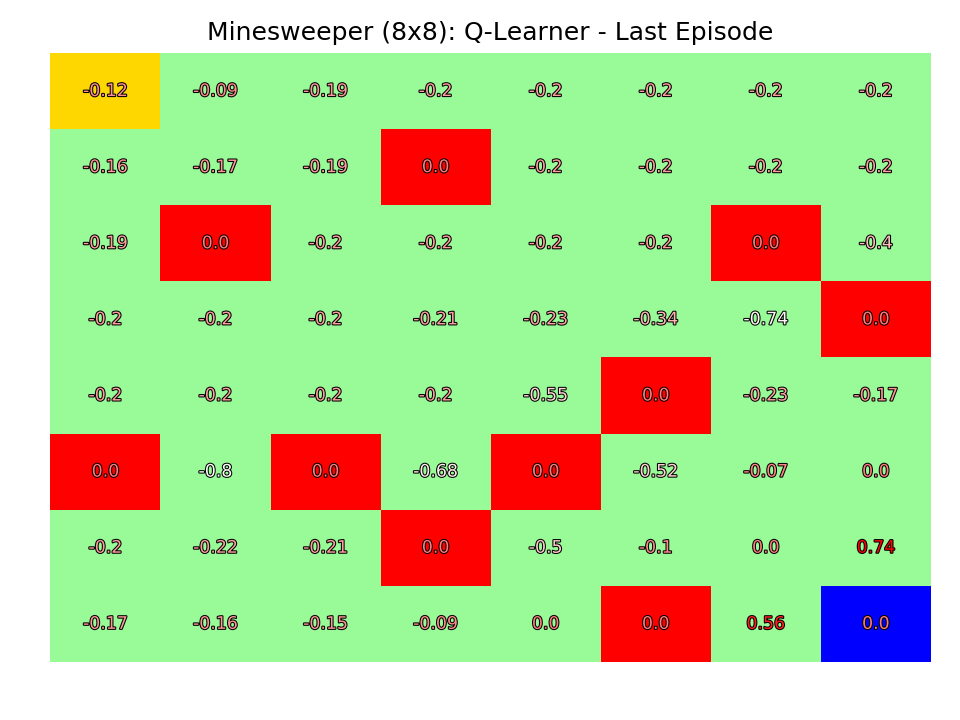 Minesweeper (8x8): Q-Learner - Last Episode
-0.12 -0.09 -0.19 -0.2 -0.2 -0.2 -0.2 -0.2
-0.16 -0.17 -0.19 0.0 -0.2 -0.2 -0.2 -0.2
-0.19 0.0 -0.2 -0.2 -0.2 -0.2 0.0 -0.4
-0.2 -0.2 -0.2 -0.21 -0.23 -0.34 -0.74 0.0
-0.2 -0.2 -0.2 -0.2 -0.55 0.0 -0.23 -0.17
0.0 -0.8 0.0 -0.68 0.0 -0.52 -0.07 0.0
-0.2 -0.22 -0.21 0.0 -0.5 -0.1 0.0 0.74
-0.17 -0.16 -0.15 -0.09 0.0 0.0 0.56 0.0